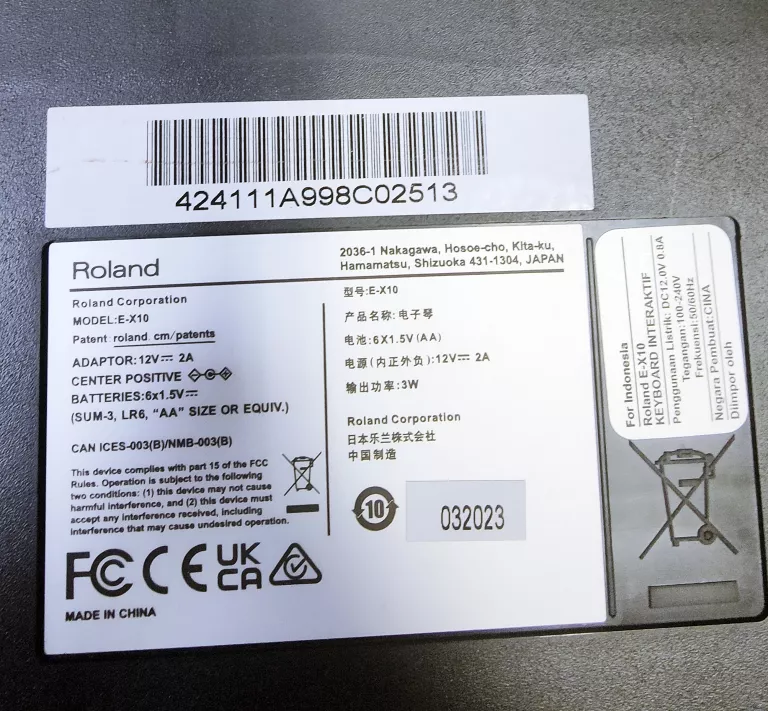 424111A998C02513
Roland
2036-1 Nakagawa, Hosoe-cho, Kita-ku,
Hamamatsu, Shizuoka 431-1304, JAPAN
Roland Corporation
MODEL:E-X10
Patent: roland. cm/patents
ADAPTOR:12V⎓ 2A
CENTER POSITIVE
BATTERIES:6x1.5V⎓
(SUM-3, LR6, “AA” SIZE OR EQUIV.)
CAN ICES-003(B)/NMB-003(B)
This device complies with part 15 of the FCC
Rules. Operation is subject to the following
two conditions: (1) this device may not cause
harmful interference, and (2) this device must
accept any interference received, including
interference that may cause undesired operation.
FC CE UK
CA
MADE IN CHINA
型号:E-X10
产品名称: 电子琴
电池:6X1.5V(AA)
电源(内正外负):12V⎓ 2A
输出功率:3W
Roland Corporation
日本乐兰株式会社
中国制造
10
032023
For Indonesia
Roland E-X10
KEYBOARD INTERAKTIF
Penggunaan Listrik: DC12.0V 0.6A
Tegangan:100-240V
Frekuensi:50/60Hz
Negara Pembuat:CINA
Diimpor oleh